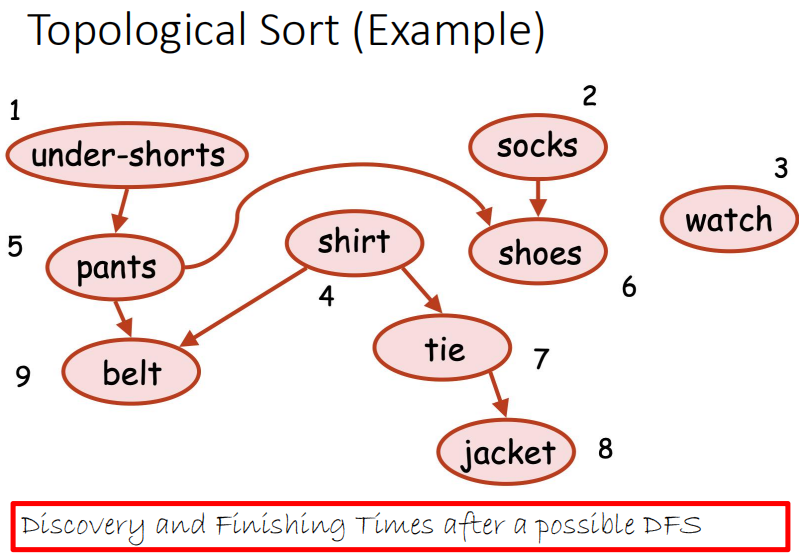 Topological Sort (Example)
1
under-shorts
2
socks
3
watch
5
pants
shirt
4
shoes
6
9
belt
tie
7
jacket
8
Discovery and Finishing Times after a possible DFS